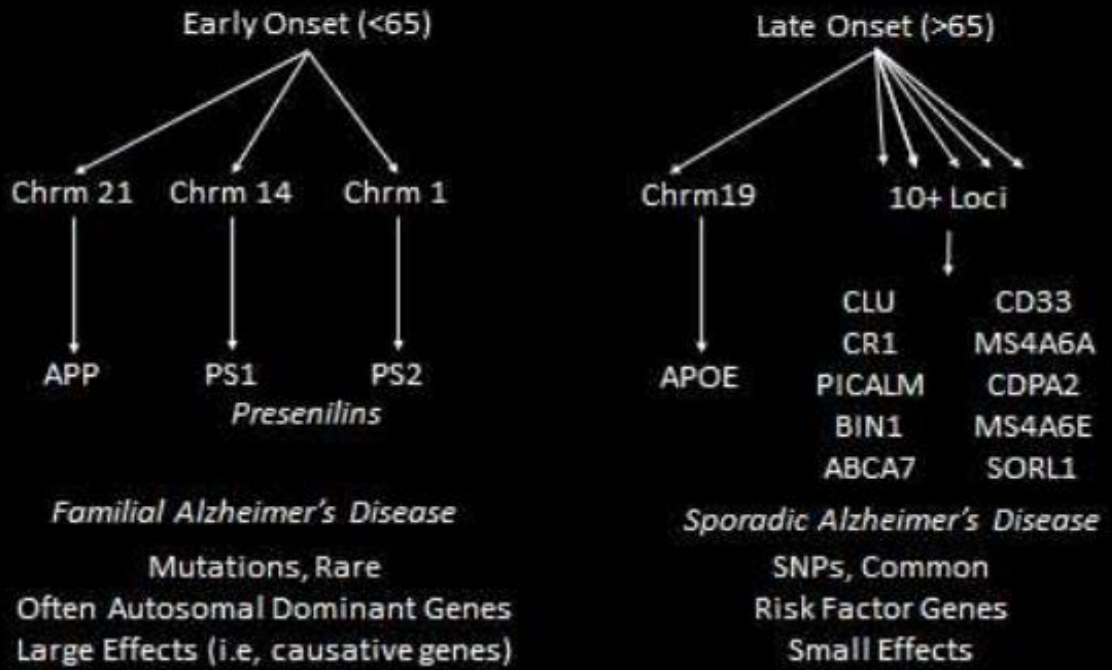 Early Onset (<65)
Chrm 21 Chrm 14 Chrm 1
APP PS1 PS2
Presenilins
Familial Alzheimer's Disease
Mutations, Rare
Often Autosomal Dominant Genes
Large Effects (i.e, causative genes)
Late Onset (>65)
Chrm19 10+ Loci
APOE
CLU CD33
CR1 MS4A6A
PICALM CDPA2
BIN1 MS4A6E
ABCA7 SORL1
Sporadic Alzheimer's Disease
SNPs, Common
Risk Factor Genes
Small Effects